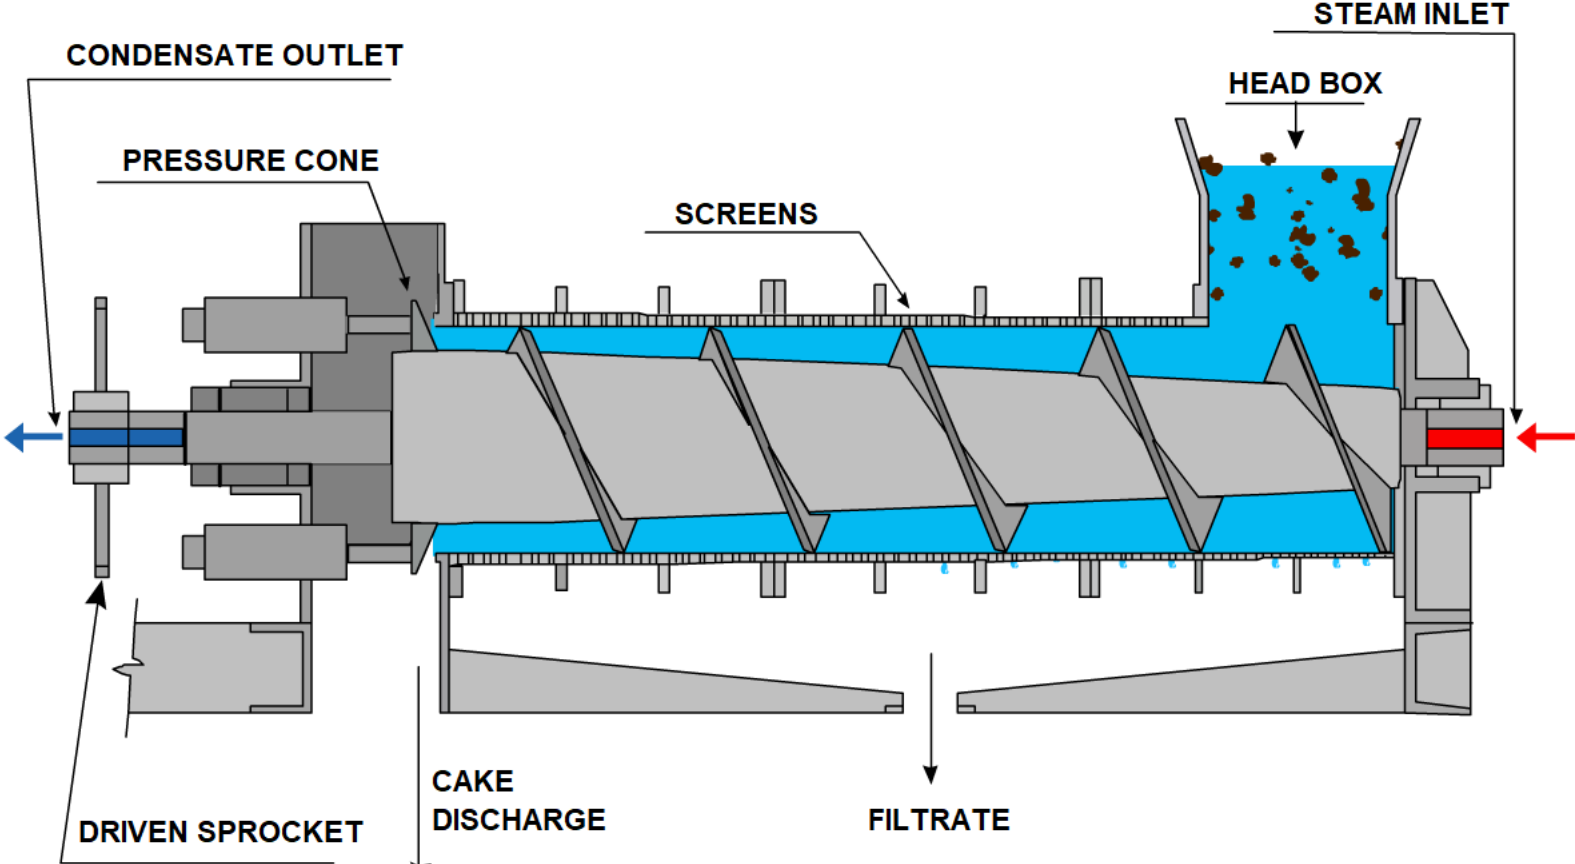 STEAM INLET
CONDENSATE OUTLET
HEAD BOX
PRESSURE CONE
SCREENS
CAKE
DISCHARGE
FILTRATE
DRIVEN SPROCKET